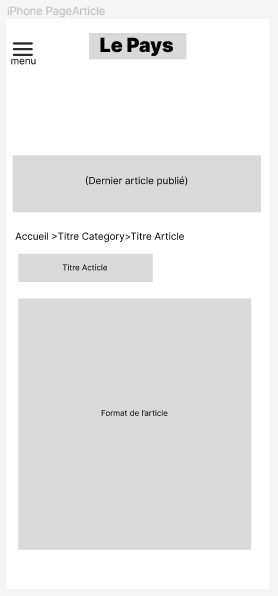 iPhone PageArticle
Le Pays
menu
(Dernier article publié)
Accueil >Titre Category>Titre Article
Titre Acticle
Format de l'article